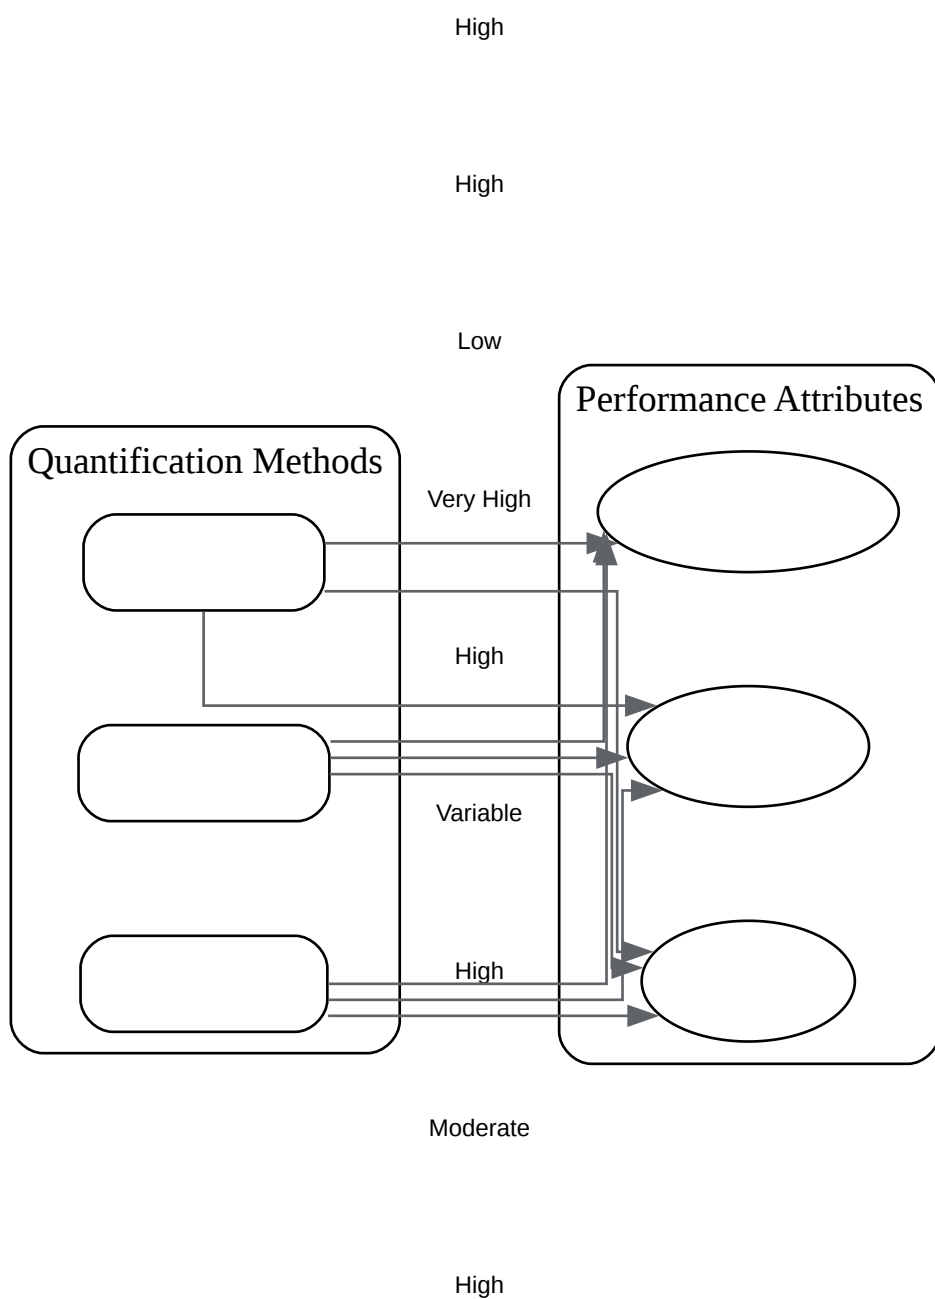 High
High
Low
Performance Attributes
Quantification Methods
Very High
High
Variable
High
Moderate
High